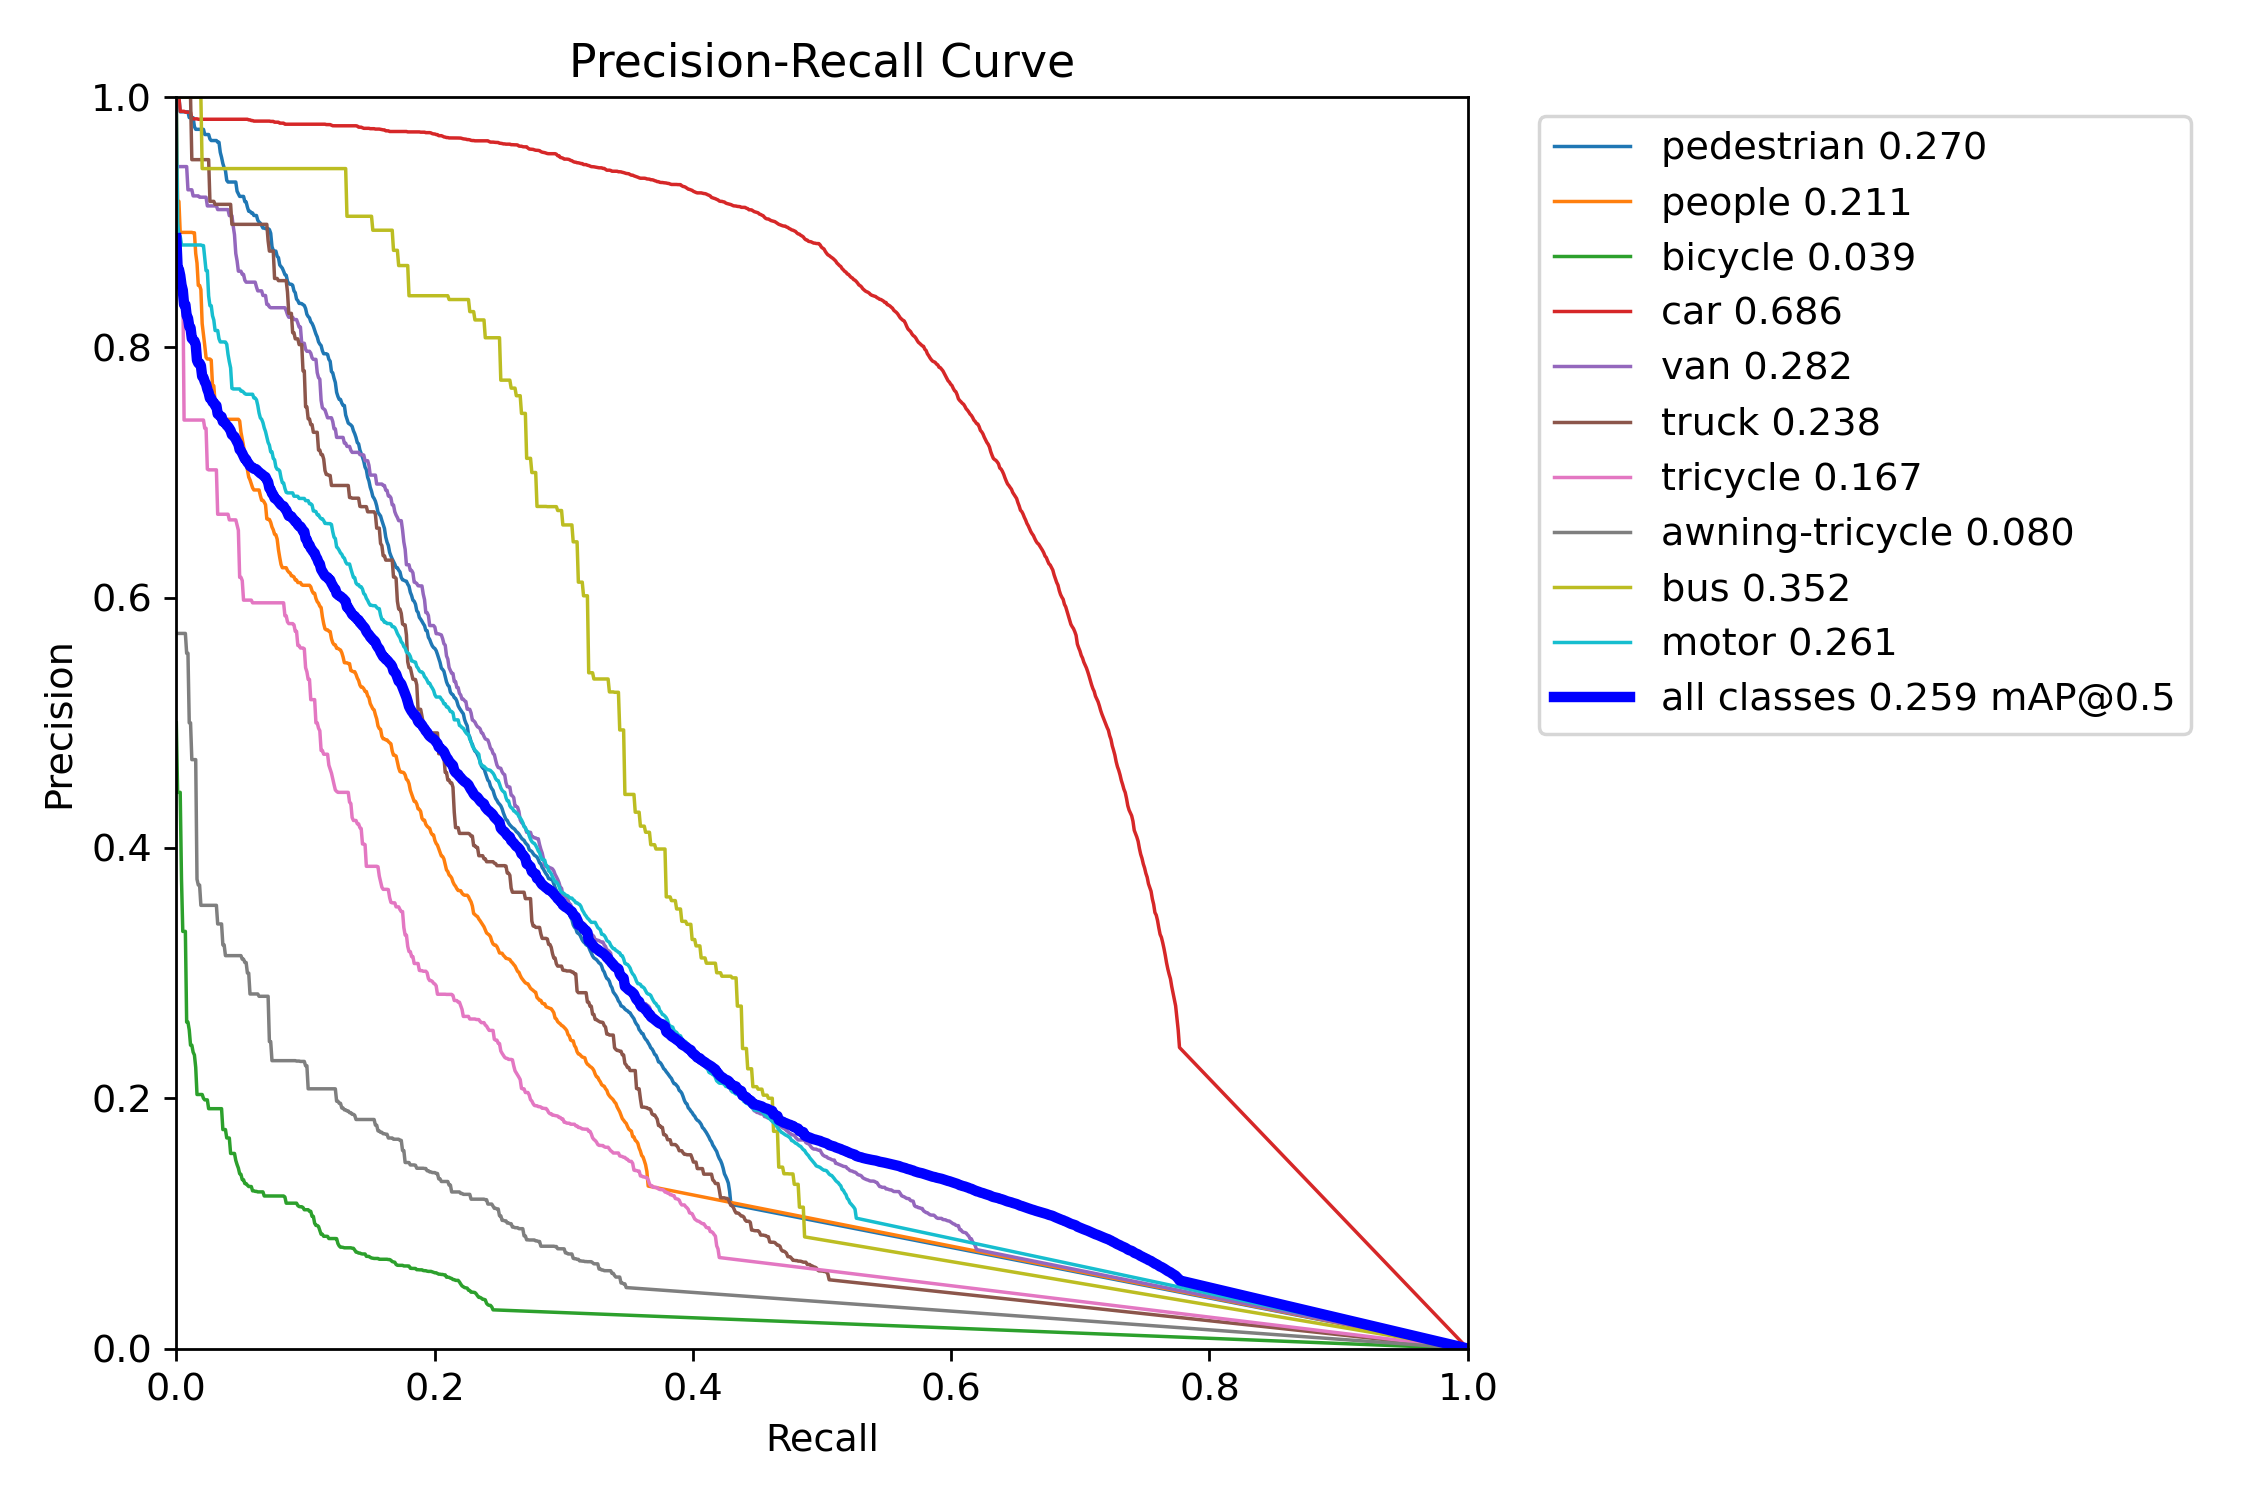 Precision-Recall Curve
1.0
0.8
0.6
0.4
0.2
0.0
Precision
0.0 0.2 0.4 0.6 0.8 1.0
Recall
pedestrian 0.270
people 0.211
bicycle 0.039
car 0.686
van 0.282
truck 0.238
tricycle 0.167
awning-tricycle 0.080
bus 0.352
motor 0.261
all classes 0.259 mAP@0.5